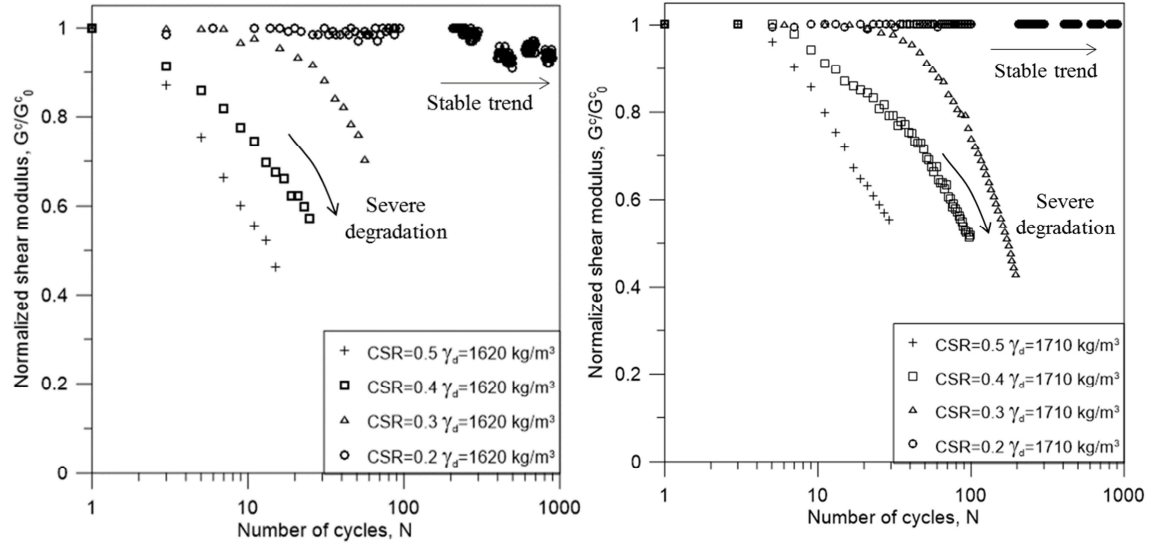 Normalized shear modulus, Gᶜ/Gᶜ₀
1
0.8
0.6
0.4
0.2
0
Stable trend
Severe
degradation
CSR=0.5 γd=1620 kg/m³
CSR=0.4 γd=1620 kg/m³
CSR=0.3 γd=1620 kg/m³
CSR=0.2 γd=1620 kg/m³
1 10 100 1000
Number of cycles, N
Normalized shear modulus, Gᶜ/Gᶜ₀
1
0.8
0.6
0.4
0.2
0
Stable trend
Severe
degradation
CSR=0.5 γd=1710 kg/m³
CSR=0.4 γd=1710 kg/m³
CSR=0.3 γd=1710 kg/m³
CSR=0.2 γd=1710 kg/m³
1 10 100 1000
Number of cycles, N